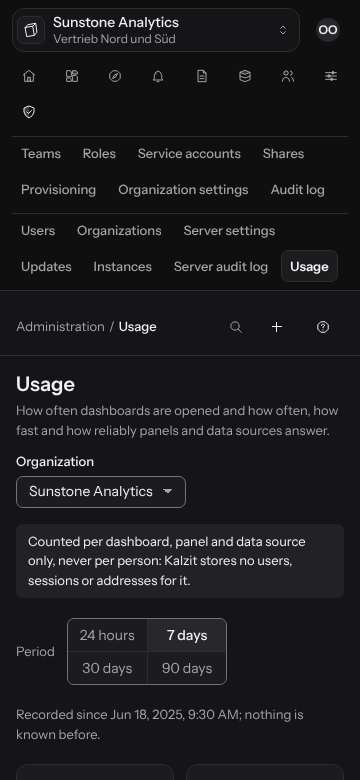 Sunstone Analytics
Vertrieb Nord und Süd
OO
Teams Roles Service accounts Shares
Provisioning Organization settings Audit log
Users Organizations Server settings
Updates Instances Server audit log Usage
Administration / Usage
Usage
How often dashboards are opened and how often, how
fast and how reliably panels and data sources answer.
Organization
Sunstone Analytics
Counted per dashboard, panel and data source
only, never per person: Kalzit stores no users,
sessions or addresses for it.
Period
24 hours 7 days
30 days 90 days
Recorded since Jun 18, 2025, 9:30 AM; nothing is
known before.